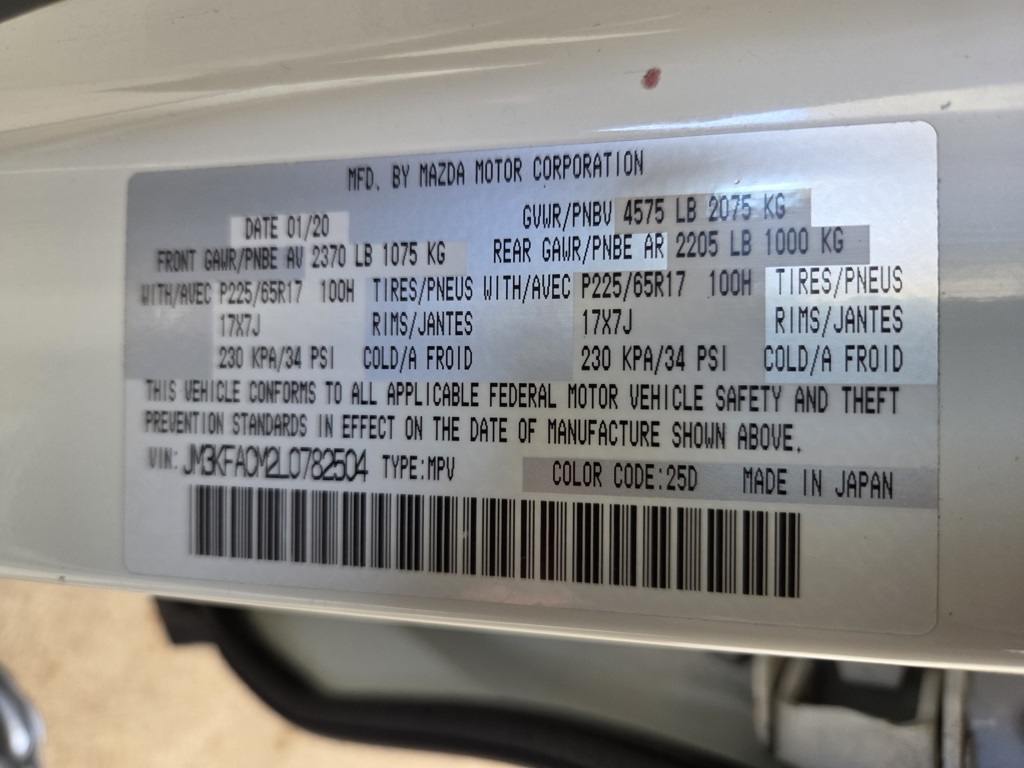 MFD. BY MAZDA MOTOR CORPORATION
DATE 01/20 GVWR/PNBV 4575 LB 2075 KG
FRONT GAWR/PNBE AV 2370 LB 1075 KG REAR GAWR/PNBE AR 2205 LB 1000 KG
WITH/AVEC P225/65R17 100H TIRES/PNEUS WITH/AVEC P225/65R17 100H TIRES/PNEUS
17X7J RIMS/JANTES 17X7J RIMS/JANTES
230 KPA/34 PSI COLD/A FROID 230 KPA/34 PSI COLD/A FROID
THIS VEHICLE CONFORMS TO ALL APPLICABLE FEDERAL MOTOR VEHICLE SAFETY AND THEFT
PREVENTION STANDARDS IN EFFECT ON THE DATE OF MANUFACTURE SHOWN ABOVE.
VIN: JM3KFACM2L0782504 TYPE:MPV COLOR CODE:25D MADE IN JAPAN